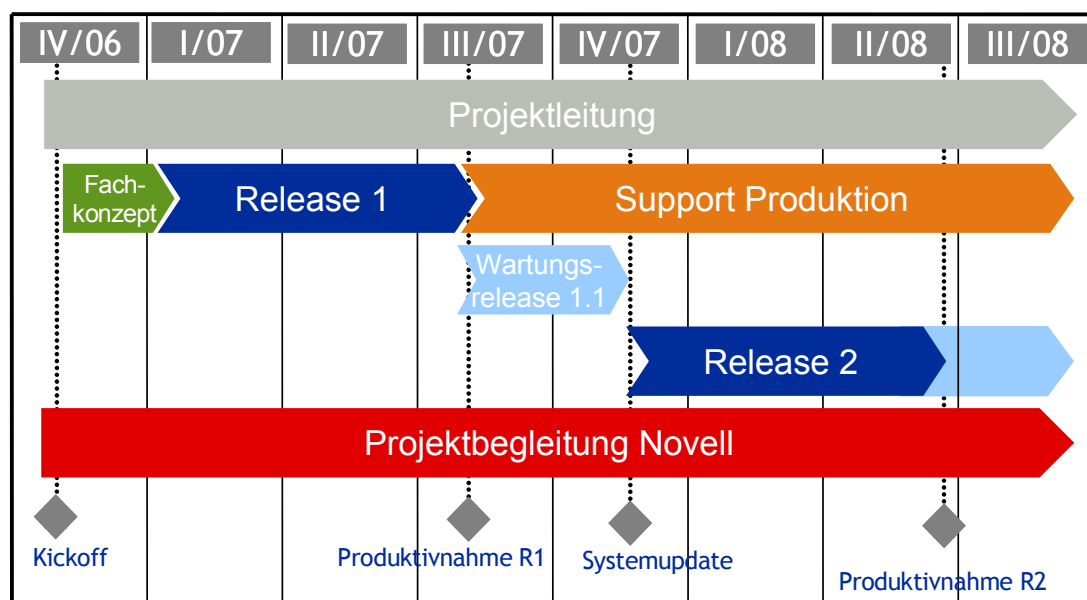 IV/06 I/07 II/07 III/07 IV/07 I/08 II/08 III/08
Projektleitung
Fach-
konzept
Release 1
Support Produktion
Wartungs-
release 1.1
Release 2
Projektbegleitung Novell
Kickoff
Produktivnahme R1
Systemupdate
Produktivnahme R2